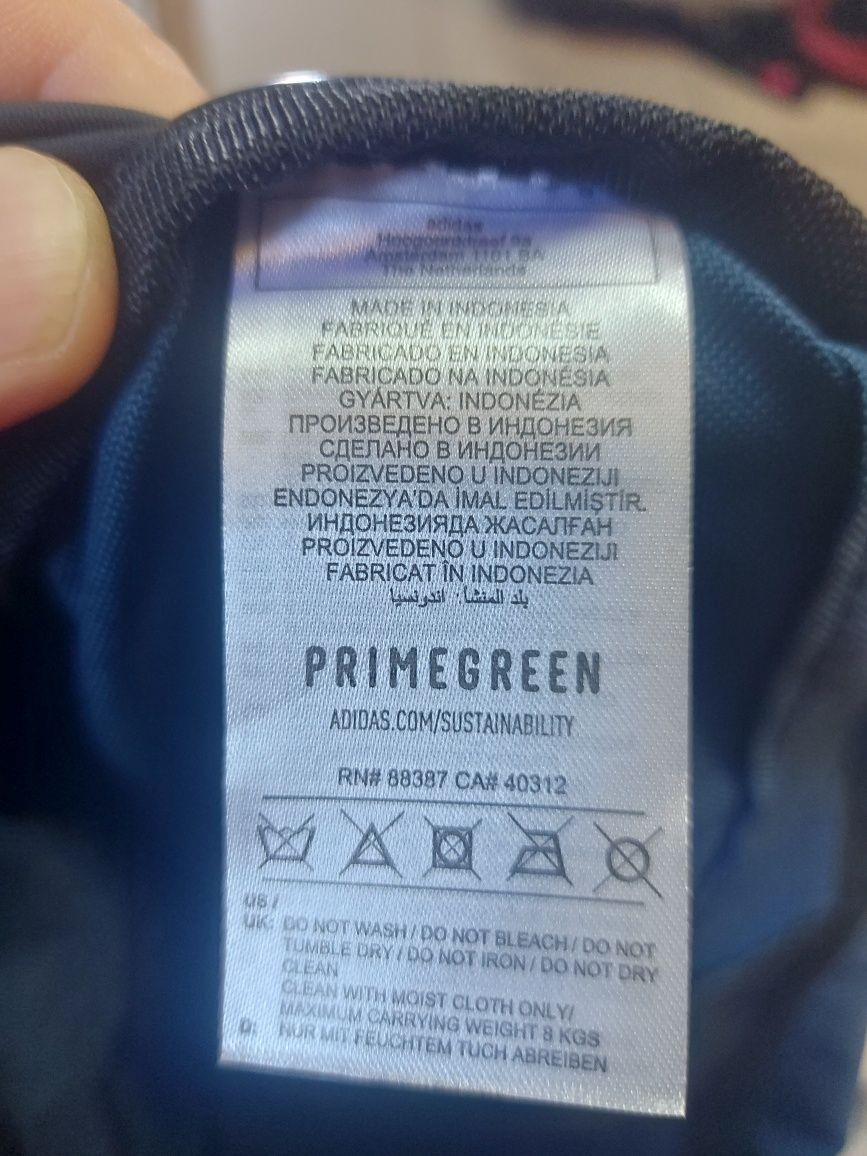 adidas
Hoogoorddreef 9a
Amsterdam 1101 BA
The Netherlands
MADE IN INDONESIA
FABRIQUÉ EN INDONÉSIE
FABRICADO EN INDONESIA
FABRICADO NA INDONÉSIA
GYÁRTVA: INDONÉZIA
ПРОИЗВЕДЕНО В ИНДОНЕЗИЯ
СДЕЛАНО В ИНДОНЕЗИИ
PROIZVEDENO U INDONEZIJI
ENDONEZYA'DA İMAL EDİLMİŞTİR.
ИНДОНЕЗИЯДА ЖАСАЛҒАН
PROIZVEDENO U INDONEZIJI
FABRICAT ÎN INDONEZIA
بلد المنشأ: اندونسيا
PRIMEGREEN
ADIDAS.COM/SUSTAINABILITY
RN# 88387 CA# 40312
US /
UK: DO NOT WASH / DO NOT BLEACH / DO NOT
TUMBLE DRY / DO NOT IRON / DO NOT DRY
CLEAN
CLEAN WITH MOIST CLOTH ONLY/
MAXIMUM CARRYING WEIGHT 8 KGS
D: NUR MIT FEUCHTEM TUCH ABREIBEN